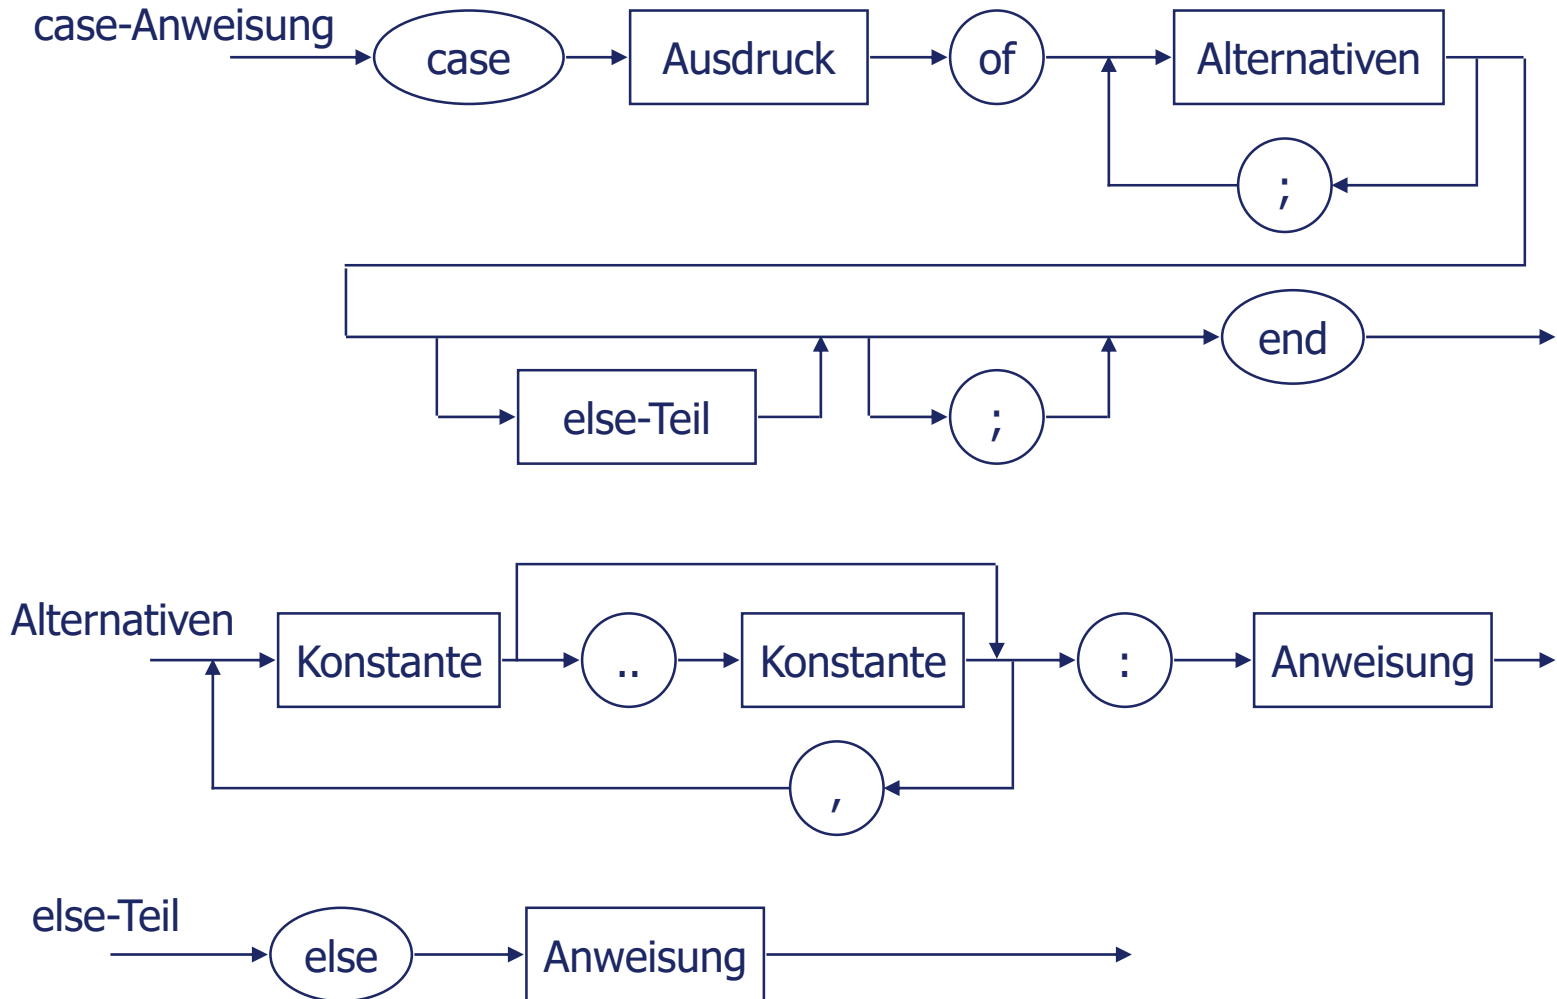 case-Anweisung
case Ausdruck of Alternativen
;
end
else-Teil ;
Alternativen
Konstante .. Konstante : Anweisung
,
else-Teil
else Anweisung